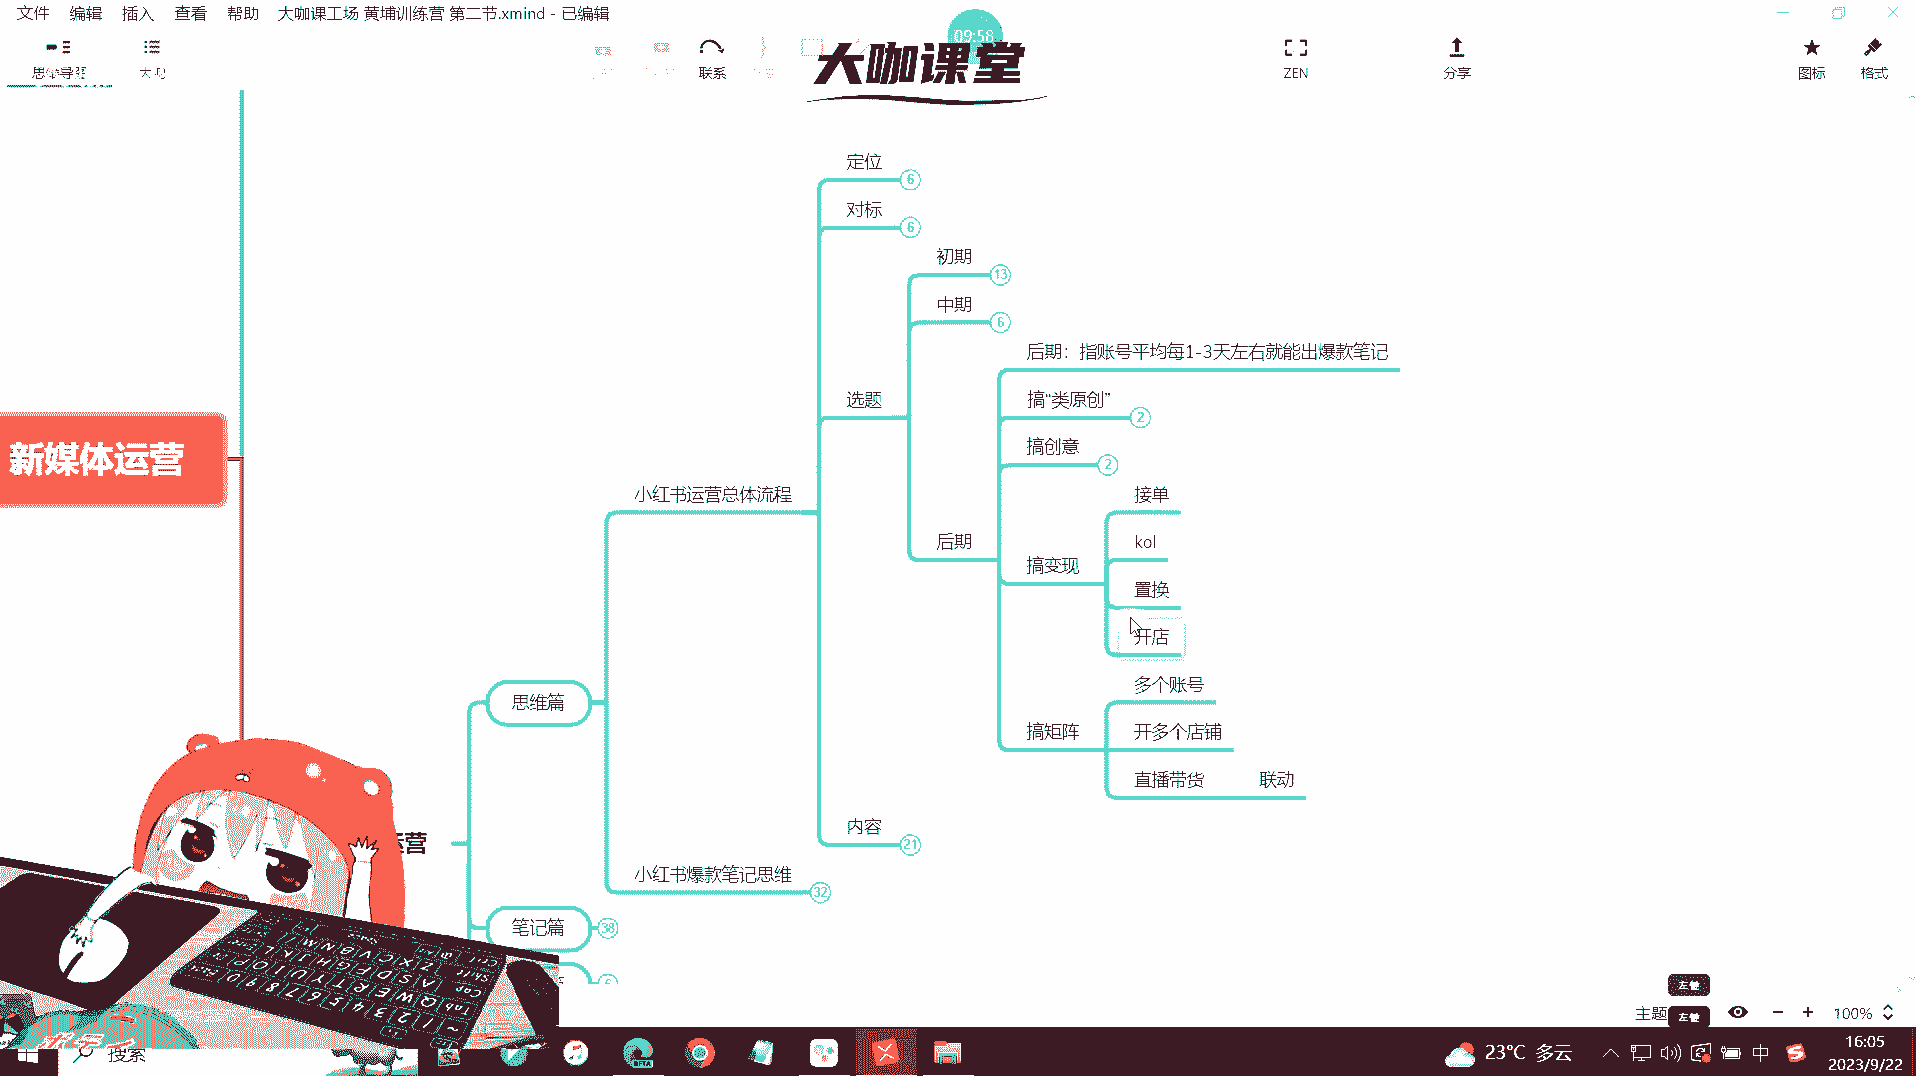 文件 编辑 插入 查看 帮助 大咖课工场 黄埔训练营 第二节.xmind - 已编辑
09:58
大咖课堂
思维导图
联系
ZEN
分享
图标
格式
定位
6
对标
6
初期
13
中期
6
后期：指账号平均每1-3天左右就能出爆款笔记
选题
搞“类原创”
2
搞创意
2
新媒体运营
小红书运营总体流程
接单
后期
kol
搞变现
置换
开店
多个账号
思维篇
搞矩阵
开多个店铺
直播带货 联动
内容
21
运营
小红书爆款笔记思维
32
笔记篇
38
左键
主题
左键
100%
搜索
BETA
23°C 多云
中
16:05
2023/9/22